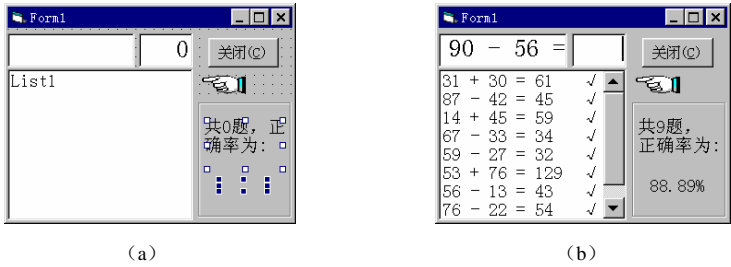 Form1
0
关闭(C)
List1
共0题，正
确率为：
(a)
Form1
90 - 56 =
关闭(C)
31 + 30 = 61 √
87 - 42 = 45 √
14 + 45 = 59 √
67 - 33 = 34 √
59 - 27 = 32 √
53 + 76 = 129 √
56 - 13 = 43 √
76 - 22 = 54 √
共9题，
正确率为：
88.89%
(b)